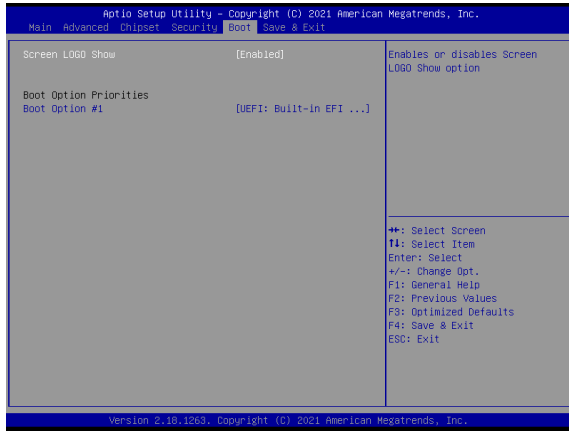 Aptio Setup Utility – Copyright (C) 2021 American Megatrends, Inc.
Main Advanced Chipset Security Boot Save & Exit
Screen LOGO Show [Enabled]
Boot Option Priorities
Boot Option #1 [UEFI: Built-in EFI ...]
Enables or disables Screen
LOGO Show option
→←: Select Screen
↑↓: Select Item
Enter: Select
+/-: Change Opt.
F1: General Help
F2: Previous Values
F3: Optimized Defaults
F4: Save & Exit
ESC: Exit
Version 2.18.1263. Copyright (C) 2021 American Megatrends, Inc.